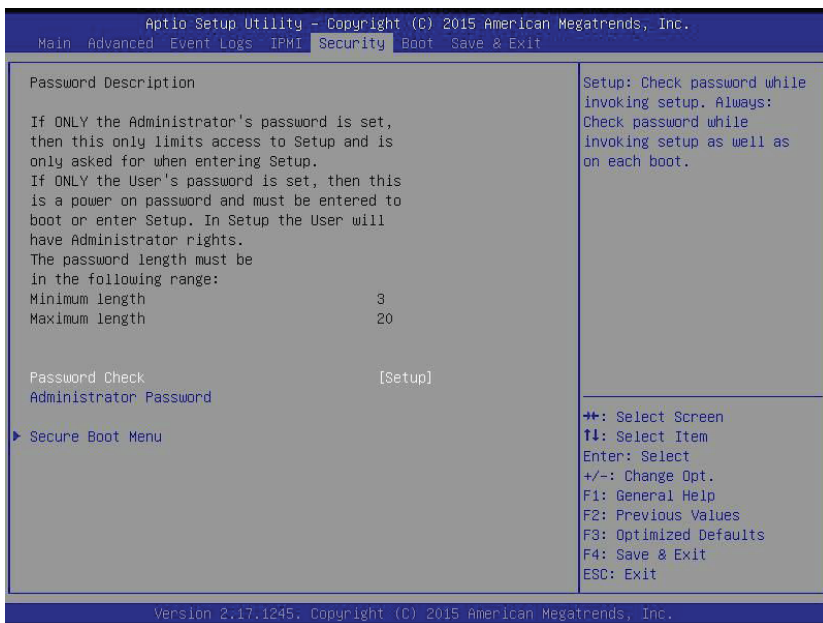 Aptio Setup Utility – Copyright (C) 2015 American Megatrends, Inc.
Main Advanced Event Logs IPMI Security Boot Save & Exit
Password Description
If ONLY the Administrator's password is set,
then this only limits access to Setup and is
only asked for when entering Setup.
If ONLY the User's password is set, then this
is a power on password and must be entered to
boot or enter Setup. In Setup the User will
have Administrator rights.
The password length must be
in the following range:
Minimum length 3
Maximum length 20
Password Check [Setup]
Administrator Password
Secure Boot Menu
Setup: Check password while
invoking setup. Always:
Check password while
invoking setup as well as
on each boot.
→←: Select Screen
↑↓: Select Item
Enter: Select
+/-: Change Opt.
F1: General Help
F2: Previous Values
F3: Optimized Defaults
F4: Save & Exit
ESC: Exit
Version 2.17.1245. Copyright (C) 2015 American Megatrends, Inc.